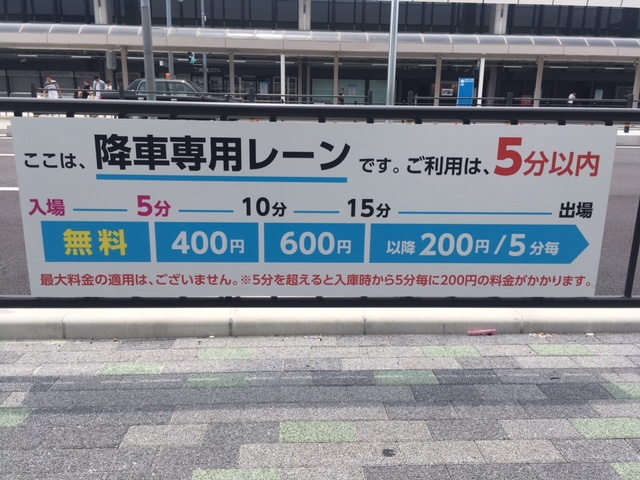 ここは、降車専用レーンです。ご利用は、5分以内
入場 5分 10分 15分 出場
無料 400円 600円 以降 200円/5分毎
最大料金の適用は、ございません。※5分を超えると入庫時から5分毎に200円の料金がかかります。